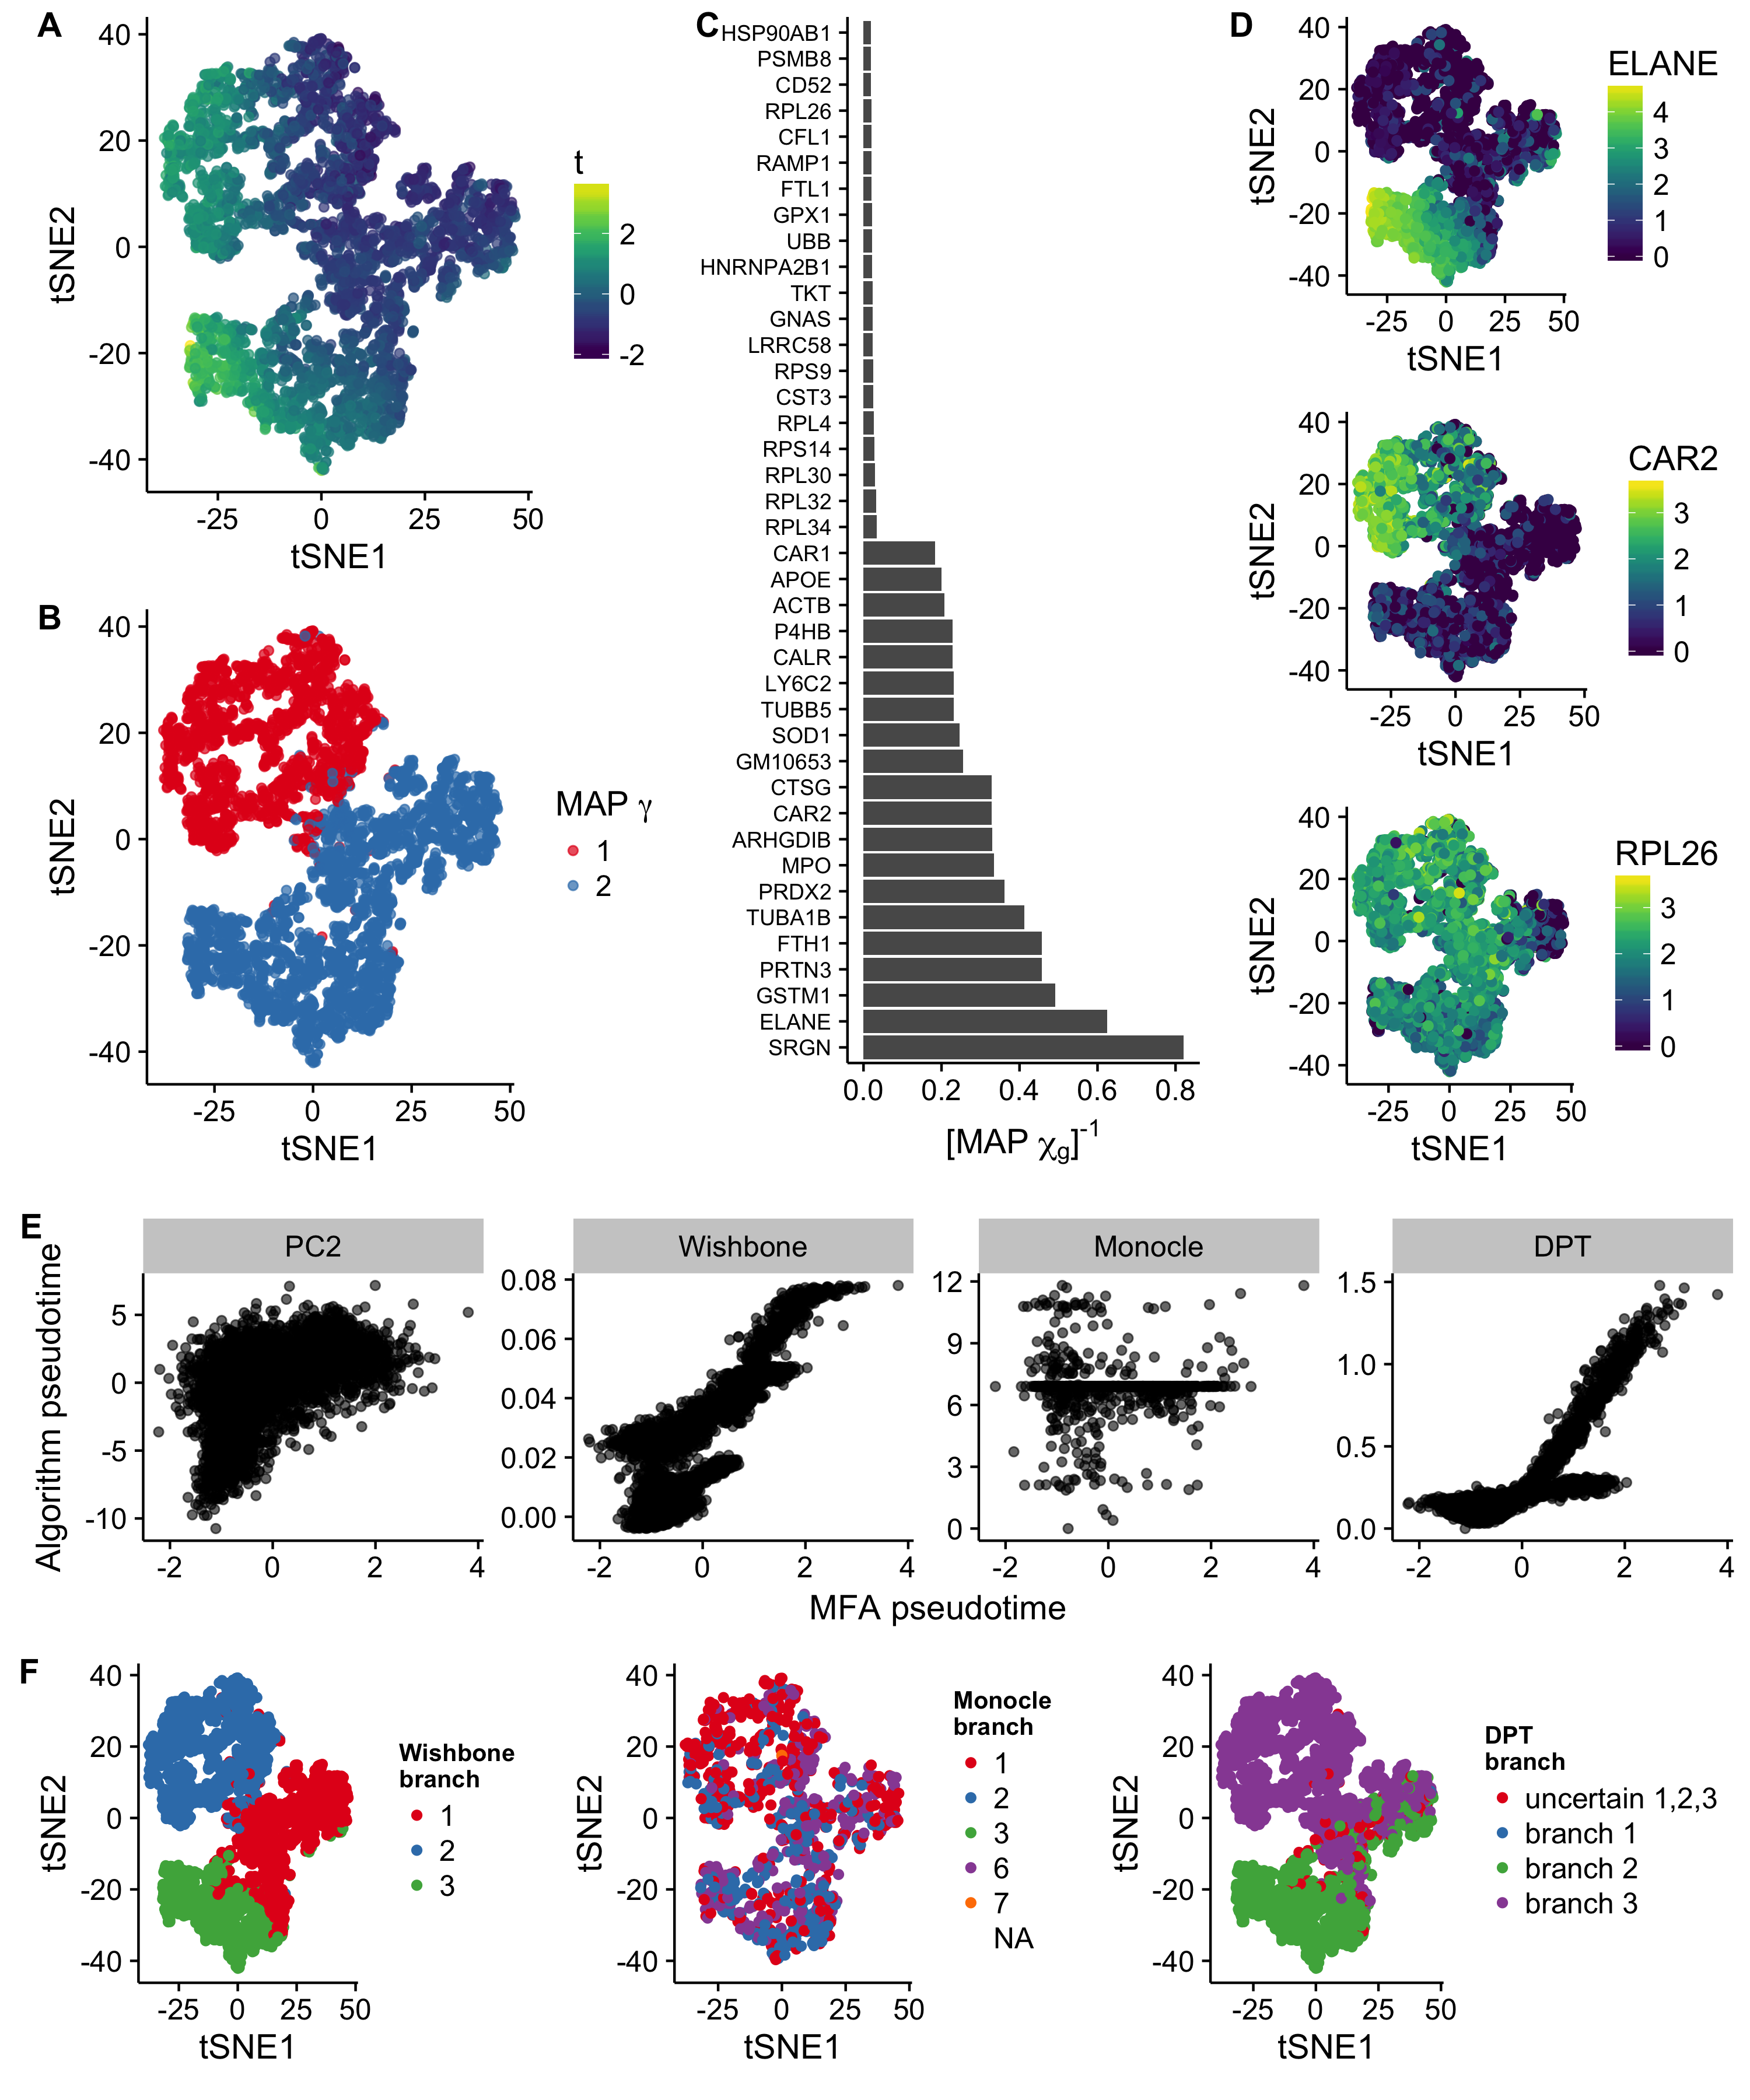 A
40
20
0
-20
-40
tSNE2
-25
0
25
50
tSNE1
t
2
0
-2
B
40
20
0
-20
-40
tSNE2
-25
0
25
50
tSNE1
MAP γ
1
2
C
HSP90AB1
PSMB8
CD52
RPL26
CFL1
RAMP1
FTL1
GPX1
UBB
HNRNPA2B1
TKT
GNAS
LRRC58
RPS9
CST3
RPL4
RPS14
RPL30
RPL32
RPL34
CAR1
APOE
ACTB
P4HB
CALR
LY6C2
TUBB5
SOD1
GM10653
CTSG
CAR2
ARHGDIB
MPO
PRDX2
TUBA1B
FTH1
PRTN3
GSTM1
ELANE
SRGN
0.0
0.2
0.4
0.6
0.8
[MAP χg]-1
D
40
20
0
-20
-40
tSNE2
-25
0
25
50
tSNE1
ELANE
4
3
2
1
0
40
20
0
-20
-40
tSNE2
-25
0
25
50
tSNE1
CAR2
3
2
1
0
40
20
0
-20
-40
tSNE2
-25
0
25
50
tSNE1
RPL26
3
2
1
0
E
Algorithm pseudotime
PC2
5
0
-5
-10
-2
0
2
4
Wishbone
0.08
0.06
0.04
0.02
0.00
-2
0
2
4
Monocle
12
9
6
3
0
-2
0
2
4
DPT
1.5
1.0
0.5
0.0
-2
0
2
4
MFA pseudotime
F
40
20
0
-20
-40
tSNE2
-25
0
25
50
tSNE1
Wishbone
branch
1
2
3
40
20
0
-20
-40
tSNE2
-25
0
25
50
tSNE1
Monocle
branch
1
2
3
6
7
NA
40
20
0
-20
-40
tSNE2
-25
0
25
50
tSNE1
DPT
branch
uncertain 1,2,3
branch 1
branch 2
branch 3